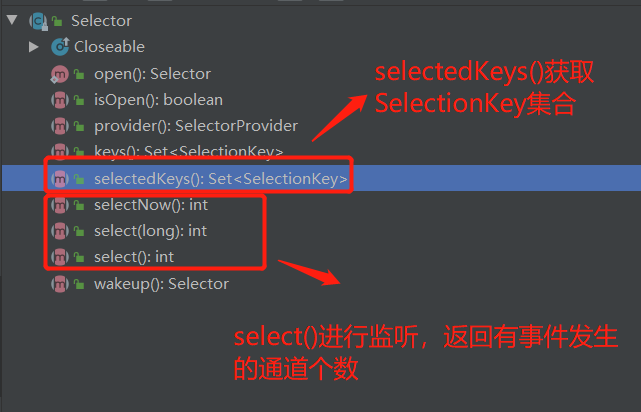 Selector
Closeable
open(): Selector
isOpen(): boolean
provider(): SelectorProvider
keys(): Set<SelectionKey>
selectedKeys(): Set<SelectionKey>
selectNow(): int
select(long): int
select(): int
wakeup(): Selector
selectedKeys()获取
SelectionKey集合
select()进行监听，返回有事件发生
的通道个数